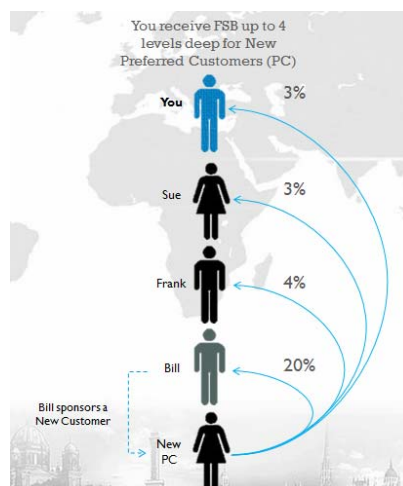 You receive FSB up to 4
levels deep for New
Preferred Customers (PC)
You
3%
Sue
3%
Frank
4%
Bill
20%
Bill sponsors a
New Customer
New
PC